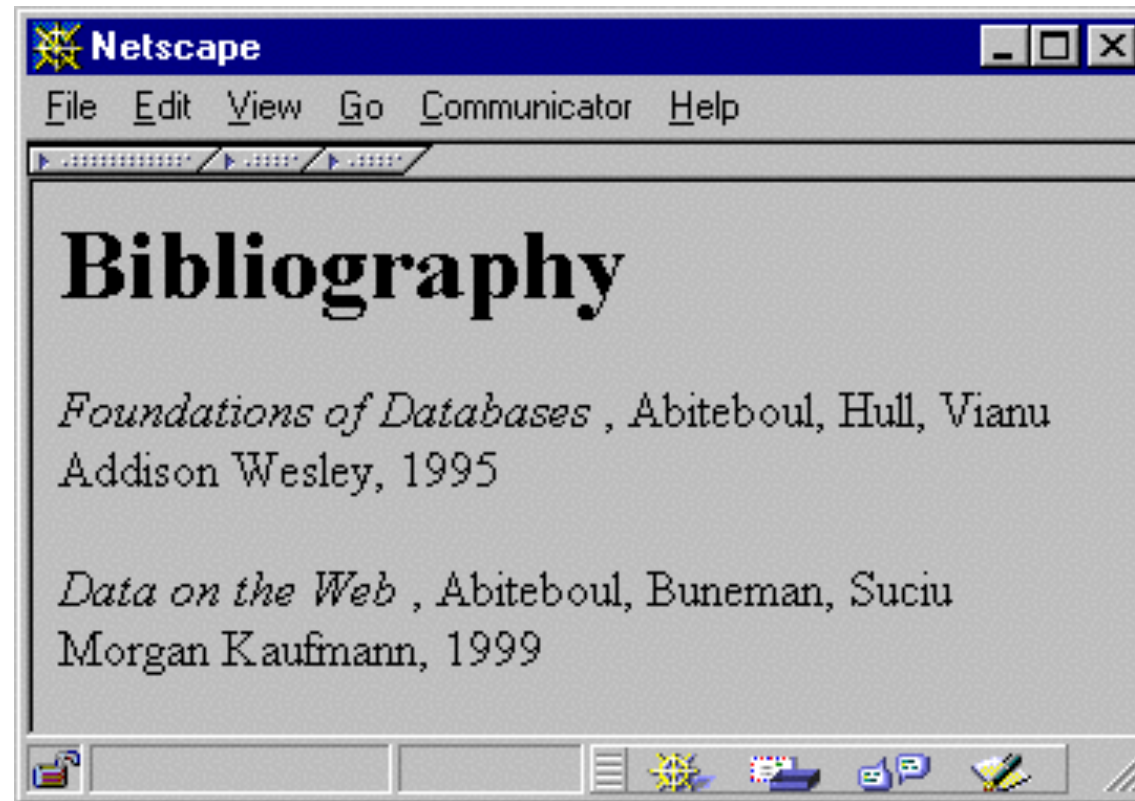 Netscape
File Edit View Go Communicator Help
Bibliography
Foundations of Databases , Abiteboul, Hull, Vianu
Addison Wesley, 1995
Data on the Web , Abiteboul, Buneman, Suciu
Morgan Kaufmann, 1999